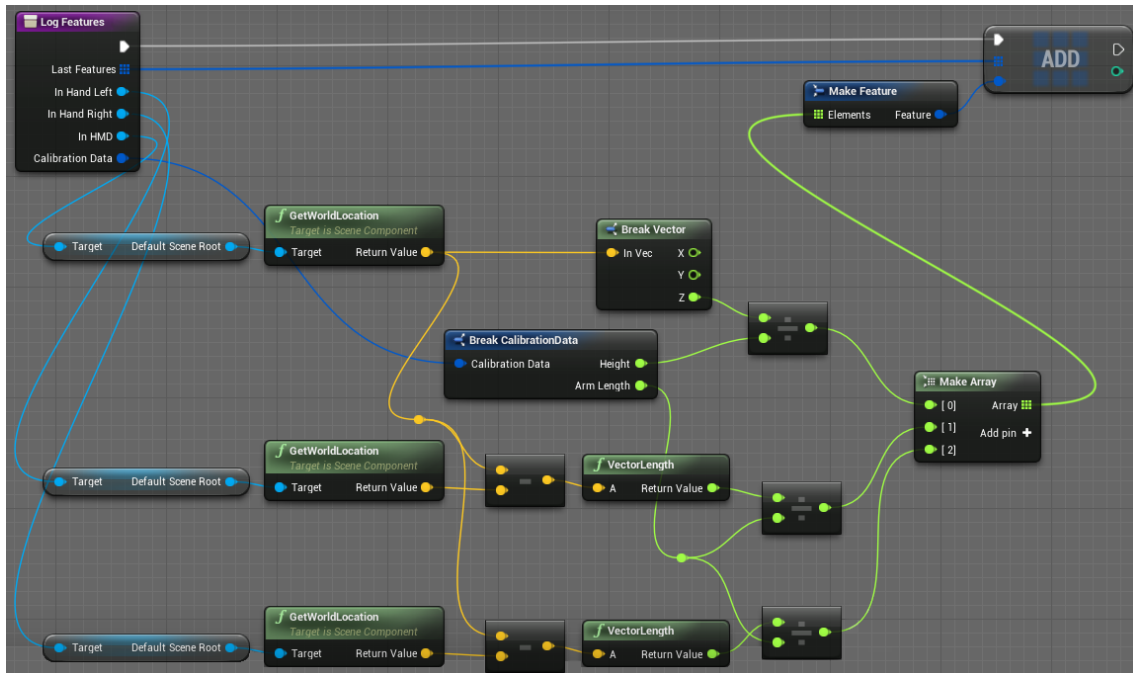 Log Features
Last Features
In Hand Left
In Hand Right
In HMD
Calibration Data
ADD
Make Feature
Elements Feature
GetWorldLocation
Target is Scene Component
Target Return Value
Target Default Scene Root
Break Vector
In Vec X
Y
Z
Break CalibrationData
Calibration Data Height
Arm Length
Make Array
[ 0] Array
[ 1] Add pin +
[ 2]
GetWorldLocation
Target is Scene Component
Target Return Value
Target Default Scene Root
VectorLength
A Return Value
GetWorldLocation
Target is Scene Component
Target Return Value
Target Default Scene Root
VectorLength
A Return Value